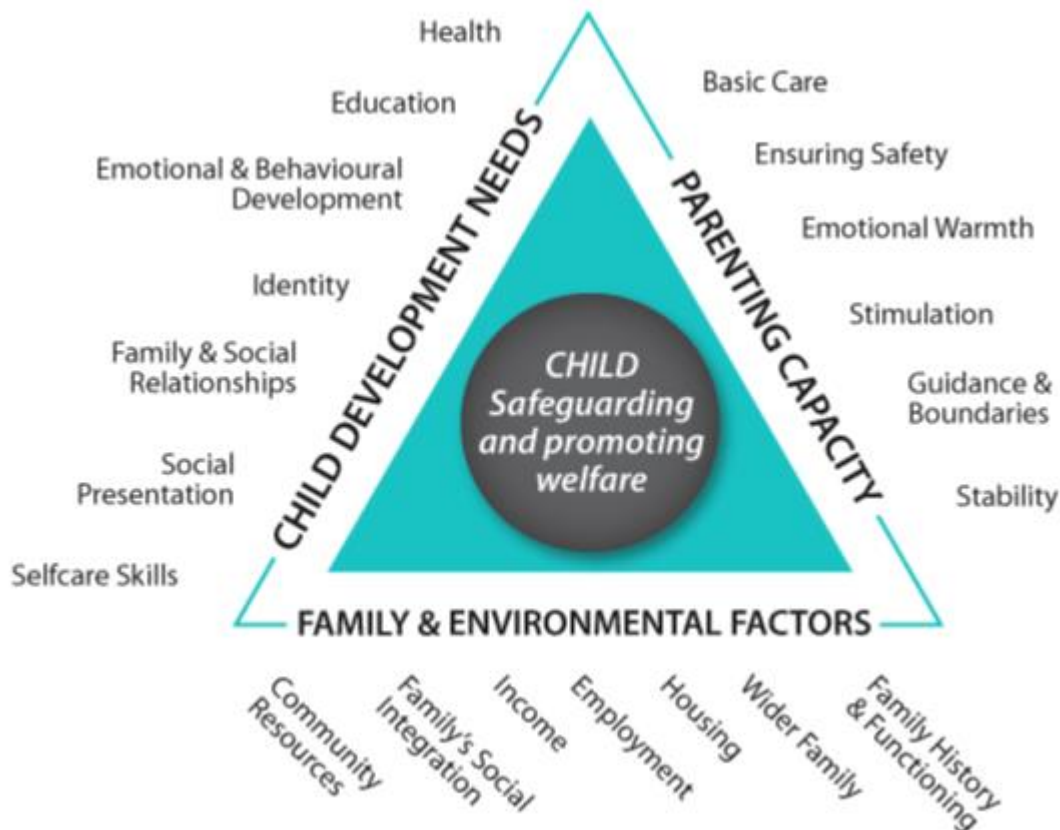 Health
Education
Emotional & Behavioural
Development
Identity
Family & Social
Relationships
Social
Presentation
Selfcare Skills
CHILD DEVELOPMENT NEEDS
CHILD
Safeguarding
and promoting
welfare
PARENTING CAPACITY
Basic Care
Ensuring Safety
Emotional Warmth
Stimulation
Guidance &
Boundaries
Stability
FAMILY & ENVIRONMENTAL FACTORS
Community
Resources
Family's Social
Integration
Income
Employment
Housing
Wider Family
Family History
& Functioning